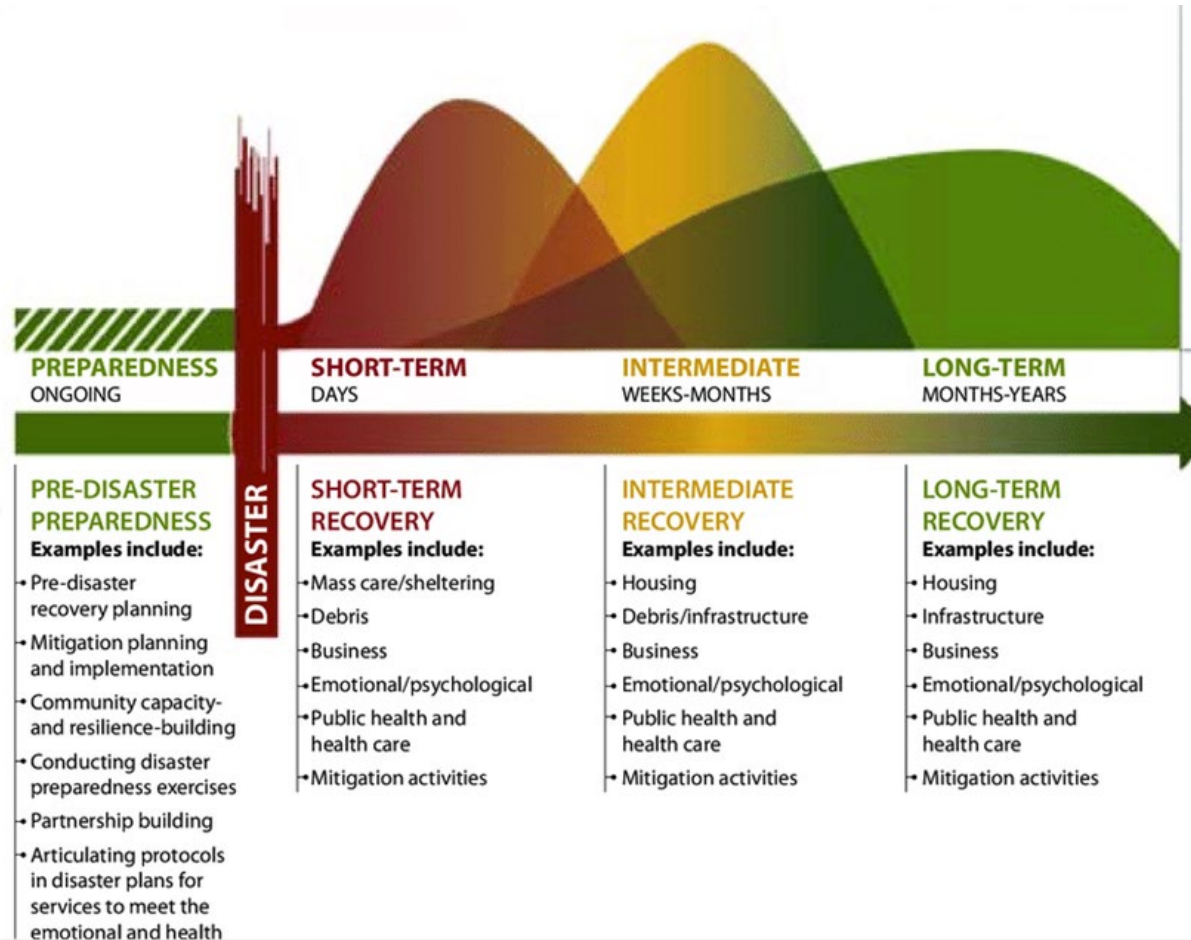 PREPAREDNESS
ONGOING
SHORT-TERM
DAYS
INTERMEDIATE
WEEKS-MONTHS
LONG-TERM
MONTHS-YEARS
DISASTER
PRE-DISASTER
PREPAREDNESS
Examples include:
Pre-disaster
recovery planning
Mitigation planning
and implementation
Community capacity-
and resilience-building
Conducting disaster
preparedness exercises
Partnership building
Articulating protocols
in disaster plans for
services to meet the
emotional and health
SHORT-TERM
RECOVERY
Examples include:
Mass care/sheltering
Debris
Business
Emotional/psychological
Public health and
health care
Mitigation activities
INTERMEDIATE
RECOVERY
Examples include:
Housing
Debris/infrastructure
Business
Emotional/psychological
Public health and
health care
Mitigation activities
LONG-TERM
RECOVERY
Examples include:
Housing
Infrastructure
Business
Emotional/psychological
Public health and
health care
Mitigation activities